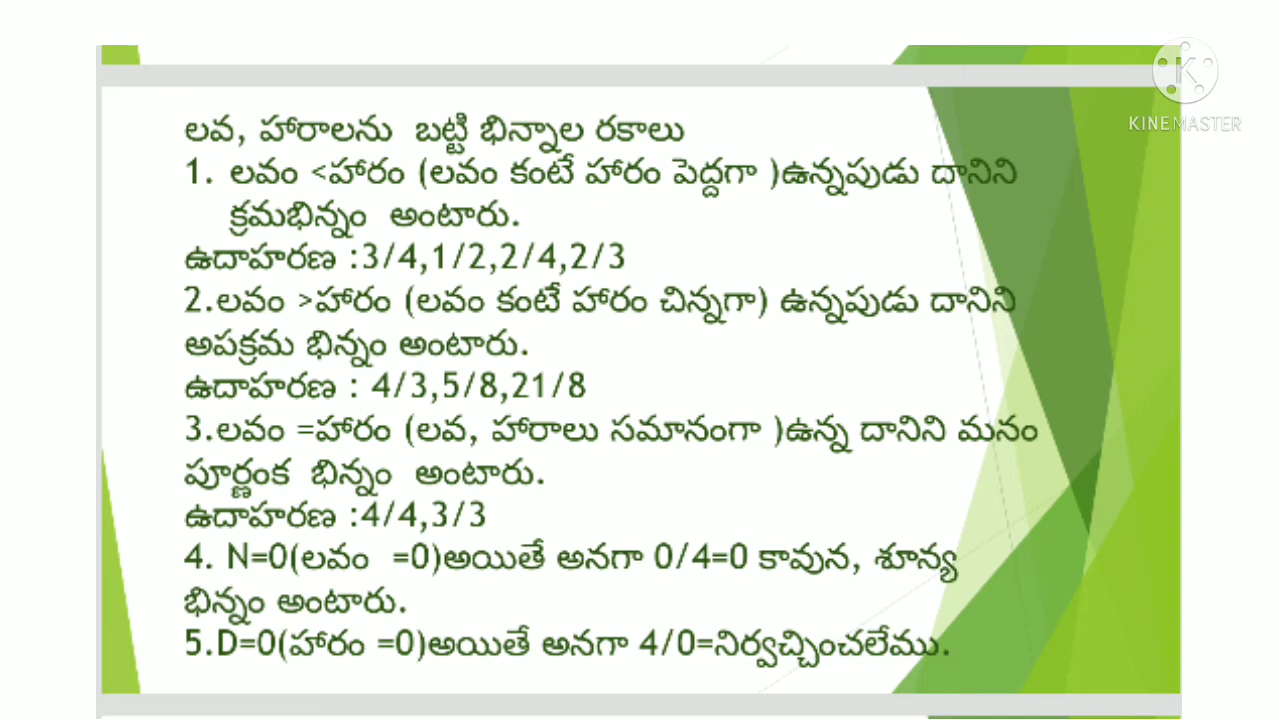 లవ, హారాలను బట్టి భిన్నాల రకాలు
1. లవం <హారం (లవం కంటే హారం పెద్దగా )ఉన్నపుడు దానిని
క్రమభిన్నం అంటారు.
ఉదాహరణ :3/4,1/2,2/4,2/3
2.లవం >హారం (లవం కంటే హారం చిన్నగా) ఉన్నపుడు దానిని
అపక్రమ భిన్నం అంటారు.
ఉదాహరణ : 4/3,5/8,21/8
3.లవం =హారం (లవ, హారాలు సమానంగా )ఉన్న దానిని మనం
పూర్ణంక భిన్నం అంటారు.
ఉదాహరణ :4/4,3/3
4. N=0(లవం =0)అయితే అనగా 0/4=0 కావున, శూన్య
భిన్నం అంటారు.
5.D=0(హారం =0)అయితే అనగా 4/0=నిర్వచ్చించలేము.
K
KINEMASTER